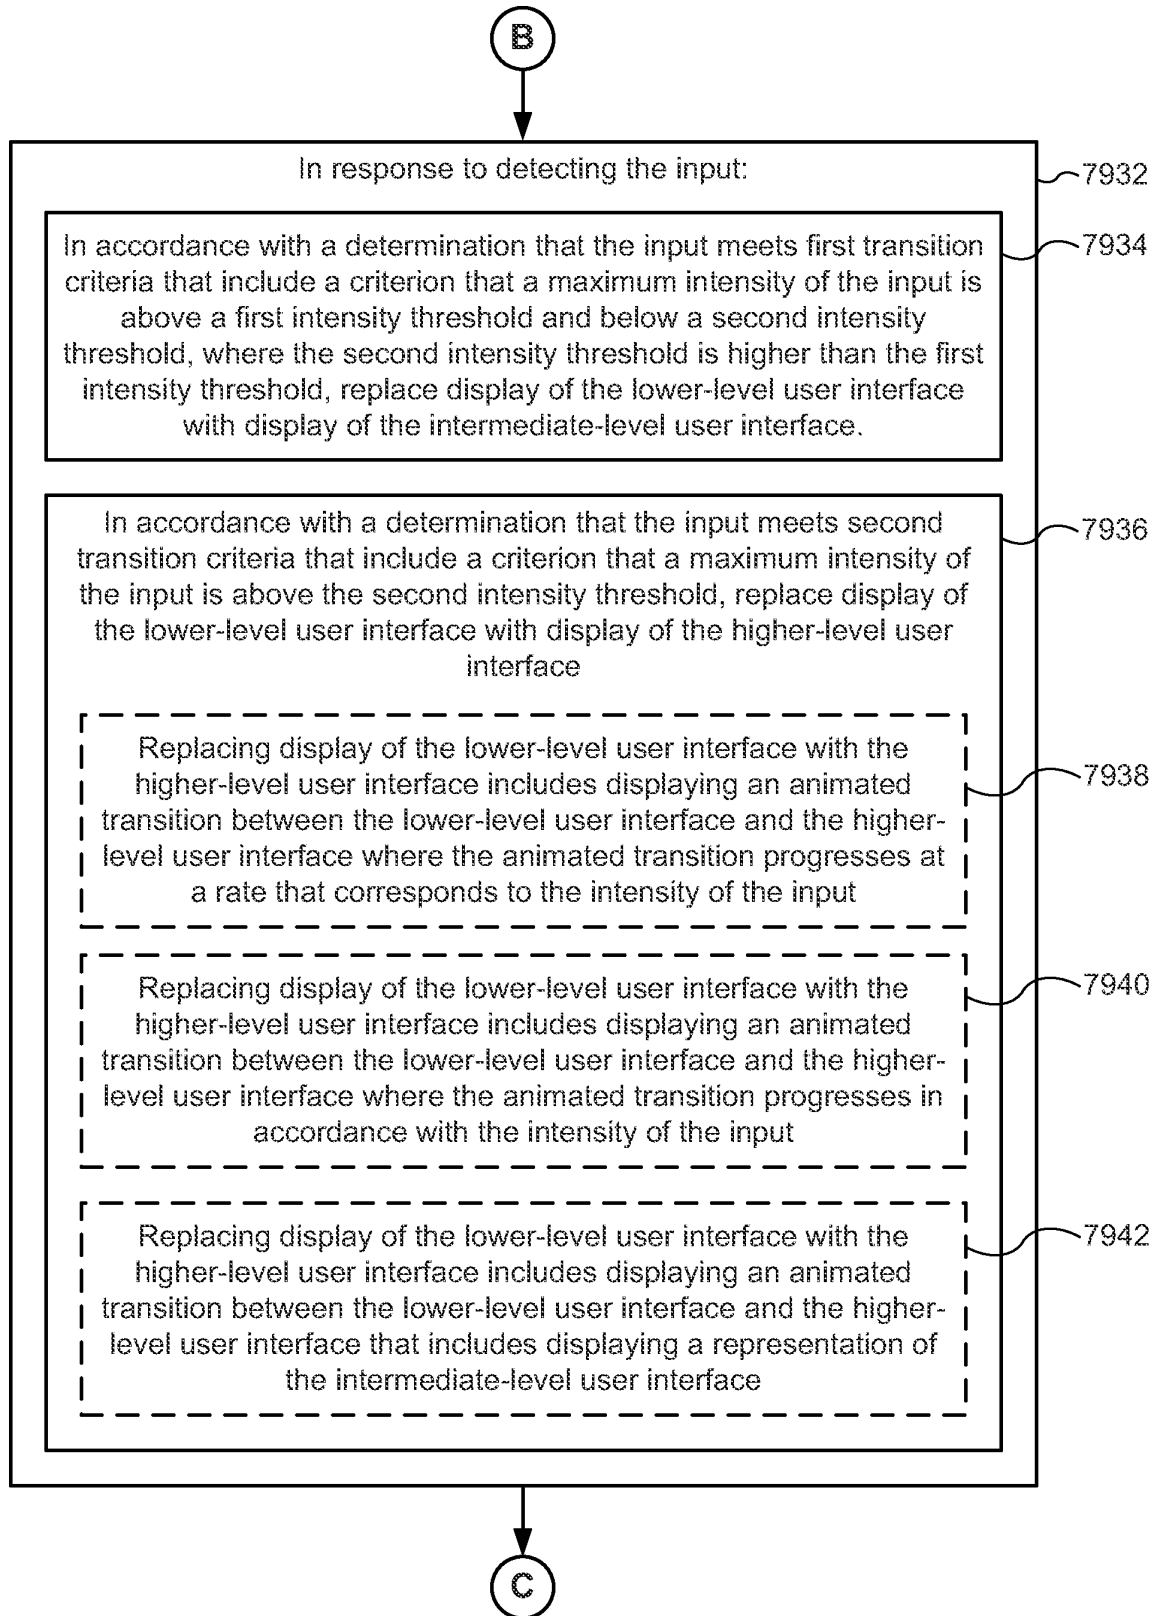 B
In response to detecting the input:
7932
In accordance with a determination that the input meets first transition
criteria that include a criterion that a maximum intensity of the input is
above a first intensity threshold and below a second intensity
threshold, where the second intensity threshold is higher than the first
intensity threshold, replace display of the lower-level user interface
with display of the intermediate-level user interface.
7934
In accordance with a determination that the input meets second
transition criteria that include a criterion that a maximum intensity of
the input is above the second intensity threshold, replace display of
the lower-level user interface with display of the higher-level user
interface
7936
Replacing display of the lower-level user interface with the
higher-level user interface includes displaying an animated
transition between the lower-level user interface and the higher-
level user interface where the animated transition progresses at
a rate that corresponds to the intensity of the input
7938
Replacing display of the lower-level user interface with the
higher-level user interface includes displaying an animated
transition between the lower-level user interface and the higher-
level user interface where the animated transition progresses in
accordance with the intensity of the input
7940
Replacing display of the lower-level user interface with the
higher-level user interface includes displaying an animated
transition between the lower-level user interface and the higher-
level user interface that includes displaying a representation of
the intermediate-level user interface
7942
C